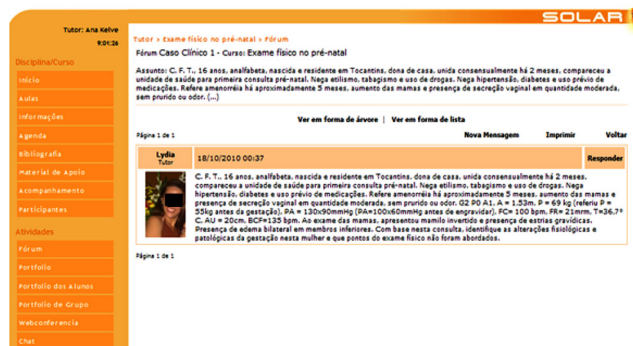 SOLAR
Tutor: Ana Kelve
9:01:26
Disciplina/Curso
Início
Aulas
Informações
Agenda
Bibliografia
Material de Apoio
Acompanhamento
Participantes
Atividades
Fórum
Portfolio
Portfolio dos Alunos
Portfolio de Grupo
Webconferencia
Chat
Tutor > Exame físico no pré-natal > Fórum
Fórum Caso Clínico 1 - Curso: Exame físico no pré-natal
Assunto: C. F. T., 16 anos, analfabeta, nascida e residente em Tocantins, dona de casa, unida consensualmente há 2 meses, compareceu a
unidade de saúde para primeira consulta pré-natal. Nega etilismo, tabagismo e uso de drogas. Nega hipertensão, diabetes e uso prévio de
medicações. Refere amenorréia há aproximadamente 5 meses, aumento das mamas e presença de secreção vaginal em quantidade moderada,
sem prurido ou odor. (...)
Ver em forma de árvore | Ver em forma de lista
Página 1 de 1
Nova Mensagem Imprimir Voltar
Lydia
Tutor
18/10/2010 00:37
Responder
C. F. T., 16 anos, analfabeta, nascida e residente em Tocantins, dona de casa, unida consensualmente há 2 meses,
compareceu a unidade de saúde para primeira consulta pré-natal. Nega etilismo, tabagismo e uso de drogas. Nega
hipertensão, diabetes e uso prévio de medicações. Refere amenorréia há aproximadamente 5 meses, aumento das mamas e
presença de secreção vaginal em quantidade moderada, sem prurido ou odor. G2 P0 A1. A = 1.53m. P = 69 kg (referiu P =
55kg antes da gestação). PA = 130x90mmHg (PA=100x60mmHg antes de engravidar). FC= 100 bpm. FR= 21mrm. T=36.7°
C. AU = 20cm. BCF=135 bpm. Ao exame das mamas, apresentou mamilo invertido e presença de estrias gravídicas.
Presença de edema bilateral em membros inferiores. Com base nesta consulta, identifique as alterações fisiológicas e
patológicas da gestação nesta mulher e que pontos do exame físico não foram abordados.
Página 1 de 1